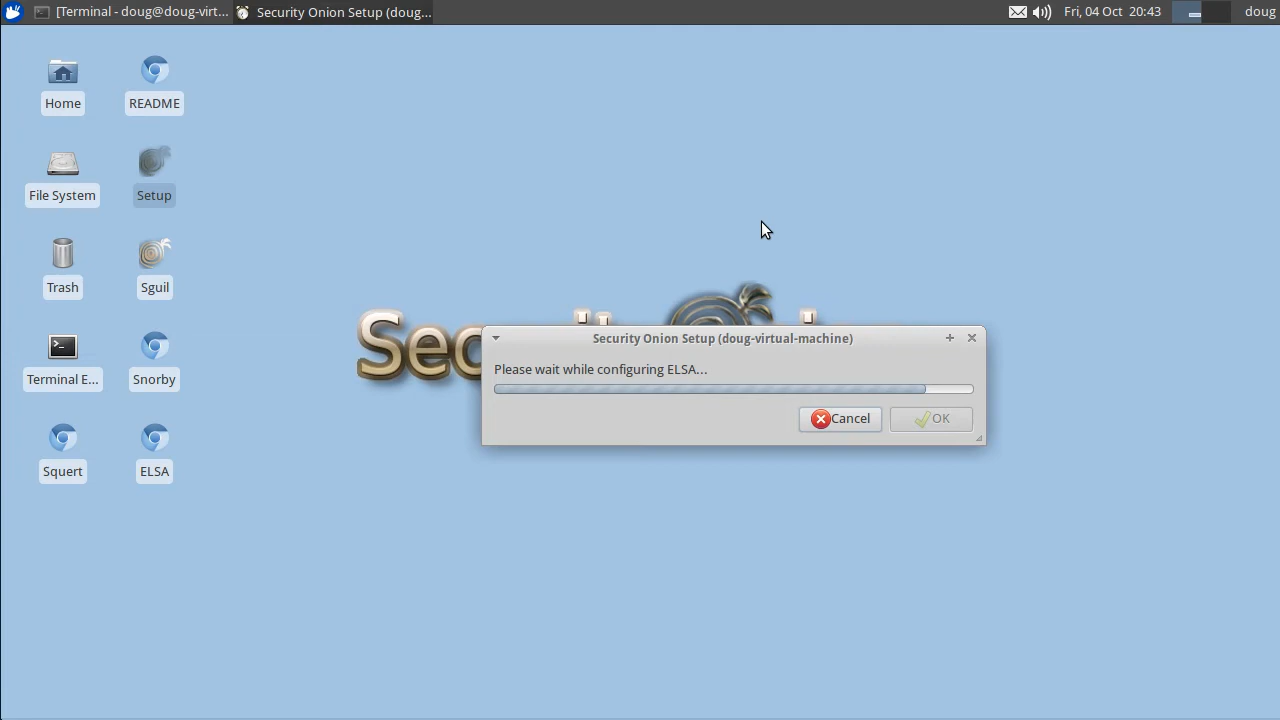 [Terminal - doug@doug-virt...
Security Onion Setup (doug...
Fri, 04 Oct 20:43
doug
Home
README
File System
Setup
Trash
Sguil
Terminal E...
Snorby
Squert
ELSA
Sec
Security Onion Setup (doug-virtual-machine)
Please wait while configuring ELSA...
Cancel
OK